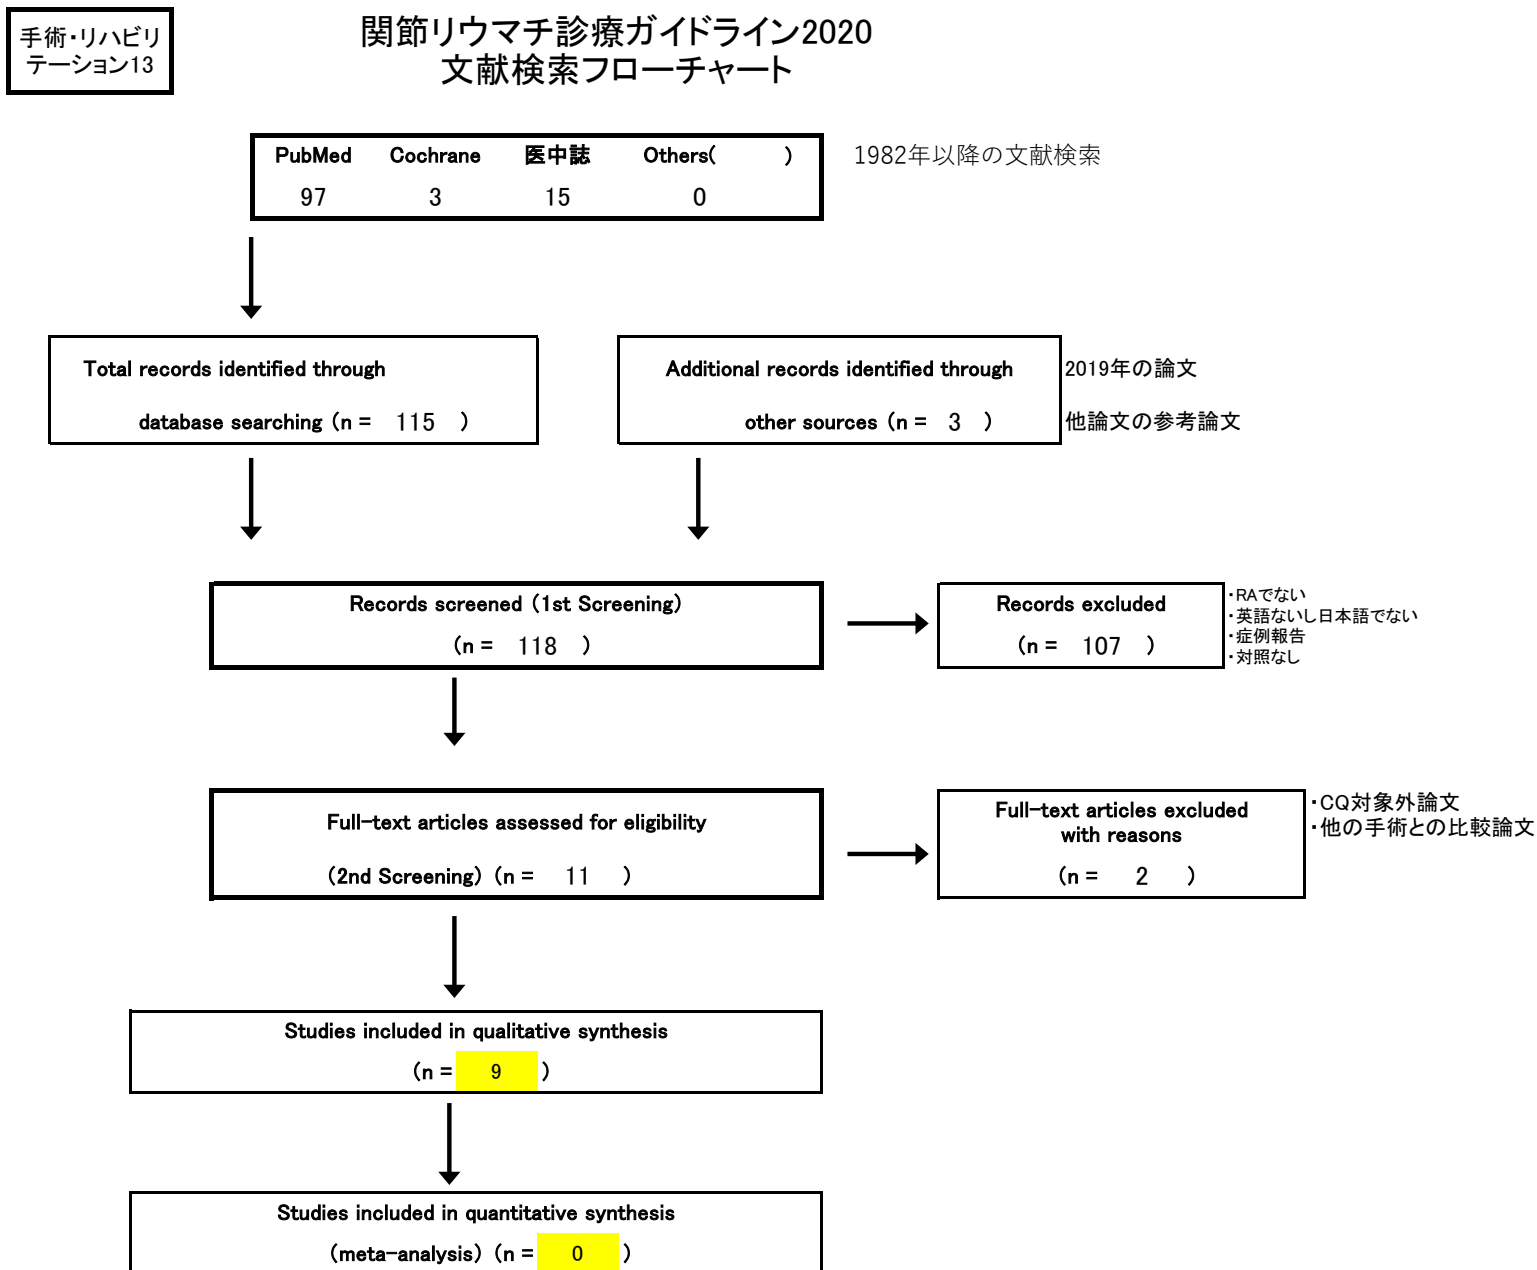 手術・リハビリ
テーション13
関節リウマチ診療ガイドライン2020
文献検索フローチャート
PubMed Cochrane 医中誌 Others( )
97 3 15 0
1982年以降の文献検索
Total records identified through
database searching (n = 115 )
Additional records identified through
other sources (n = 3 )
2019年の論文
他論文の参考論文
Records screened (1st Screening)
(n = 118 )
Records excluded
(n = 107 )
・RAでない
・英語ないし日本語でない
・症例報告
・対照なし
Full-text articles assessed for eligibility
(2nd Screening) (n = 11 )
Full-text articles excluded
with reasons
(n = 2 )
・CQ対象外論文
・他の手術との比較論文
Studies included in qualitative synthesis
(n = 9 )
Studies included in quantitative synthesis
(meta-analysis) (n = 0 )